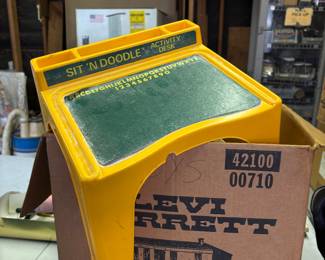 SIT 'N DOODLE
ACTIVITY
DESK
ABCDEFGHIJKLMNOPQRSTUVWXYZ
1234567890
42100
00710
LEVI
RRETT